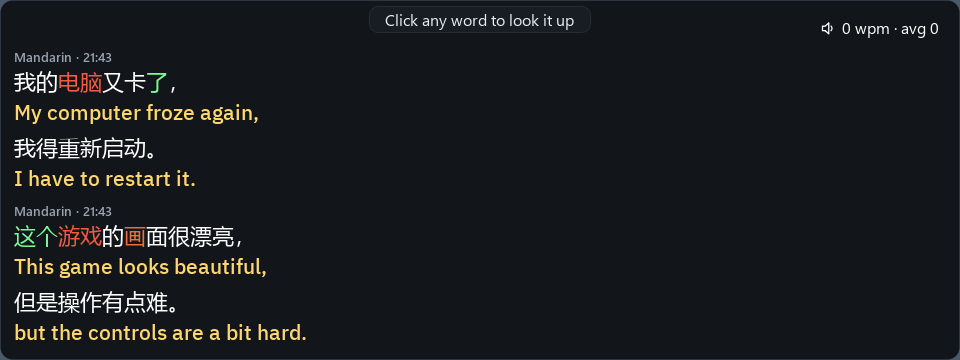 Click any word to look it up
0 wpm · avg 0
Mandarin · 21:43
我的电脑又卡了，
My computer froze again,
我得重新启动。
I have to restart it.
Mandarin · 21:43
这个游戏的画面很漂亮，
This game looks beautiful,
但是操作有点难。
but the controls are a bit hard.